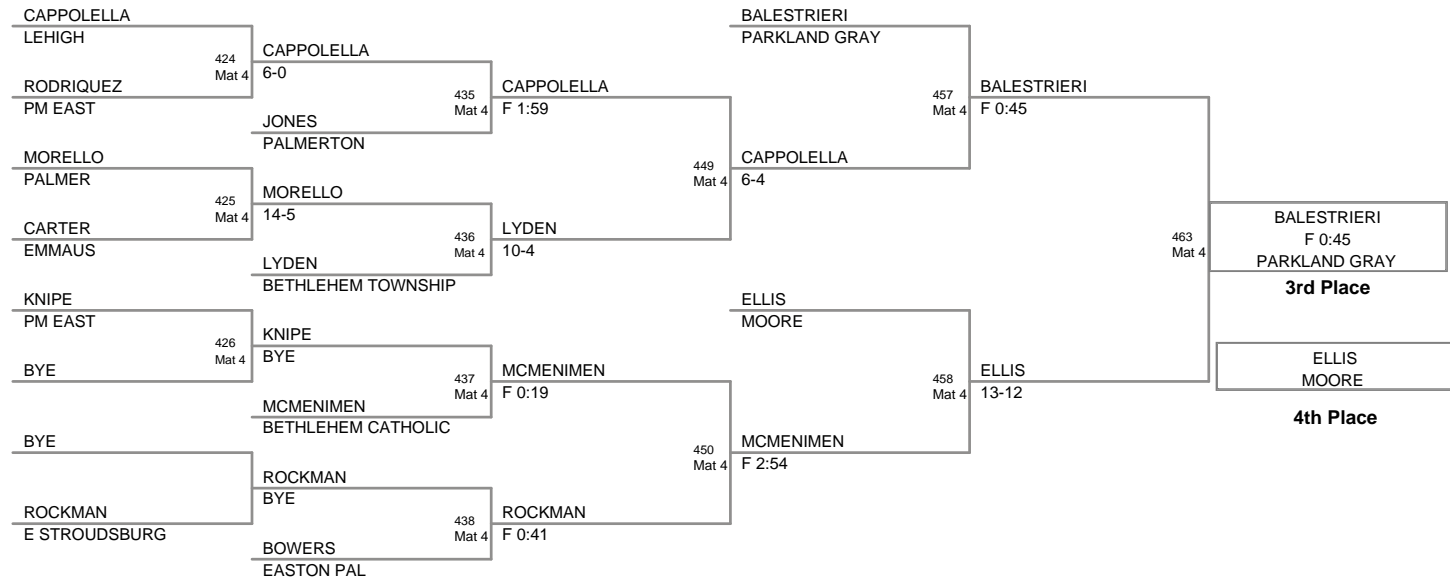 CAPPOLELLA
LEHIGH
424
Mat 4
RODRIQUEZ
PM EAST
MORELLO
PALMER
425
Mat 4
CARTER
EMMAUS
KNIPE
PM EAST
426
Mat 4
BYE
BYE
ROCKMAN
E STROUDSBURG
CAPPOLELLA
6-0
435
Mat 4
JONES
PALMERTON
MORELLO
14-5
436
Mat 4
LYDEN
BETHLEHEM TOWNSHIP
KNIPE
BYE
437
Mat 4
MCMENIMEN
BETHLEHEM CATHOLIC
ROCKMAN
BYE
438
Mat 4
BOWERS
EASTON PAL
CAPPOLELLA
F 1:59
449
Mat 4
LYDEN
10-4
MCMENIMEN
F 0:19
450
Mat 4
ROCKMAN
F 0:41
BALESTRIERI
PARKLAND GRAY
457
Mat 4
CAPPOLELLA
6-4
ELLIS
MOORE
458
Mat 4
MCMENIMEN
F 2:54
BALESTRIERI
F 0:45
463
Mat 4
ELLIS
13-12
BALESTRIERI
F 0:45
PARKLAND GRAY
3rd Place
ELLIS
MOORE
4th Place